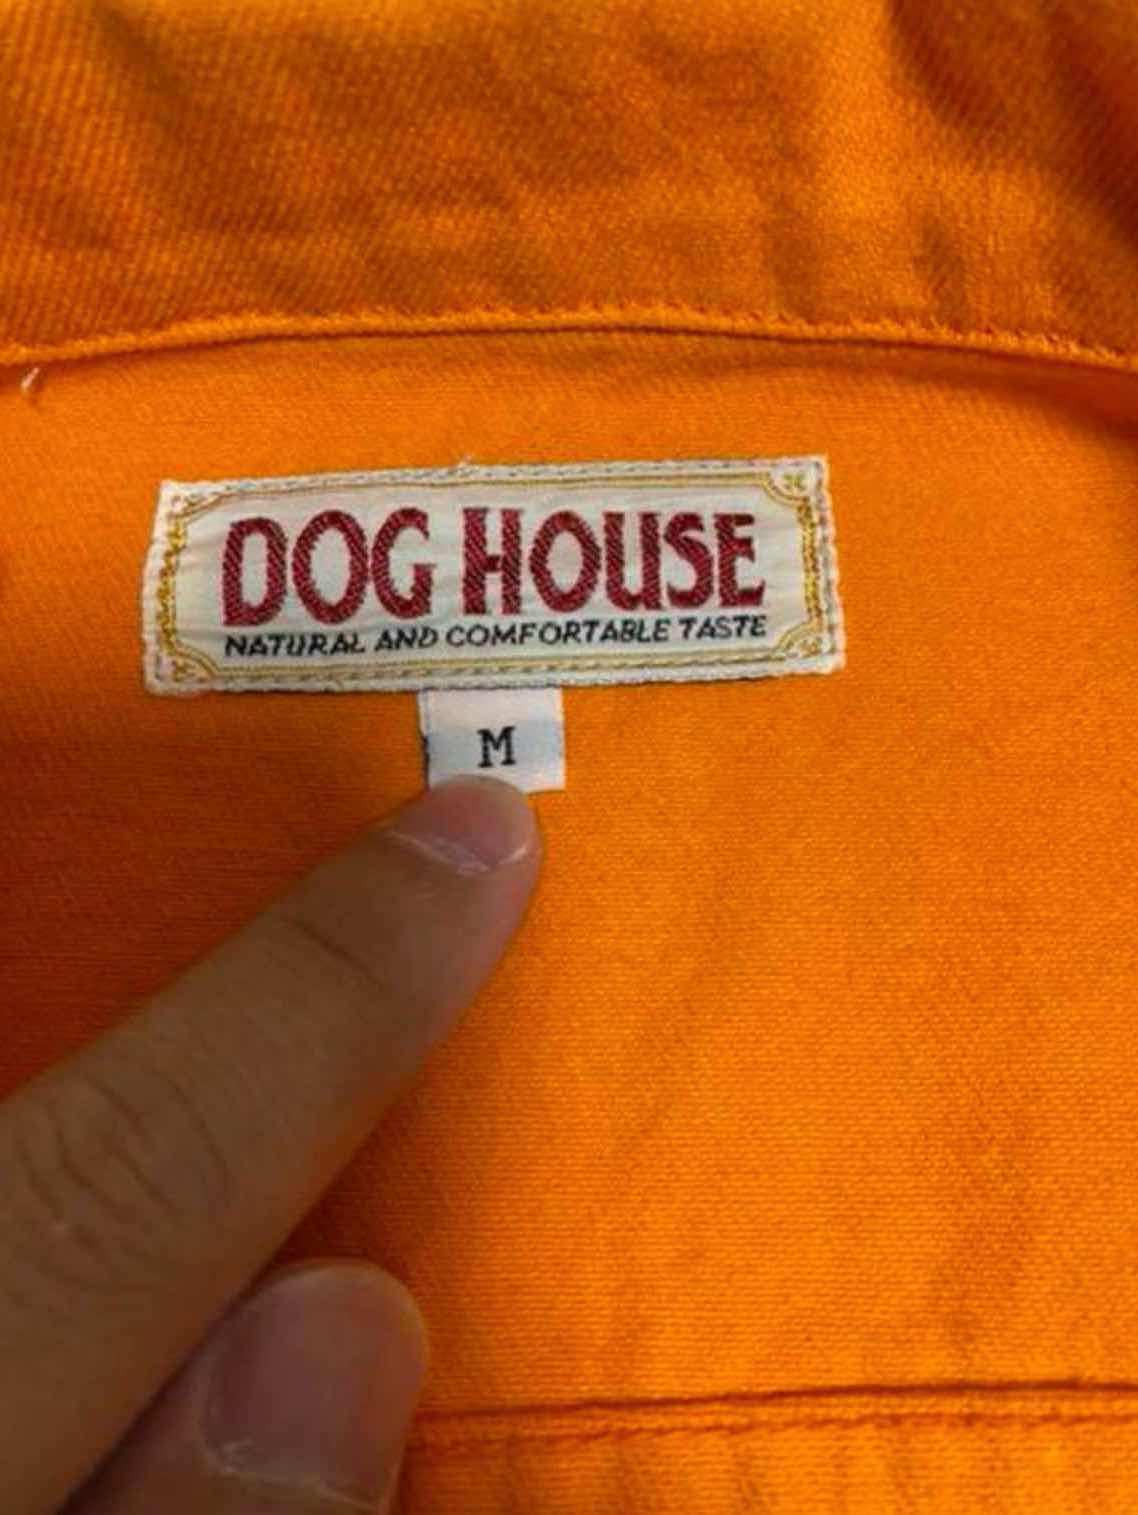 DOG HOUSE
NATURAL AND COMFORTABLE TASTE
M